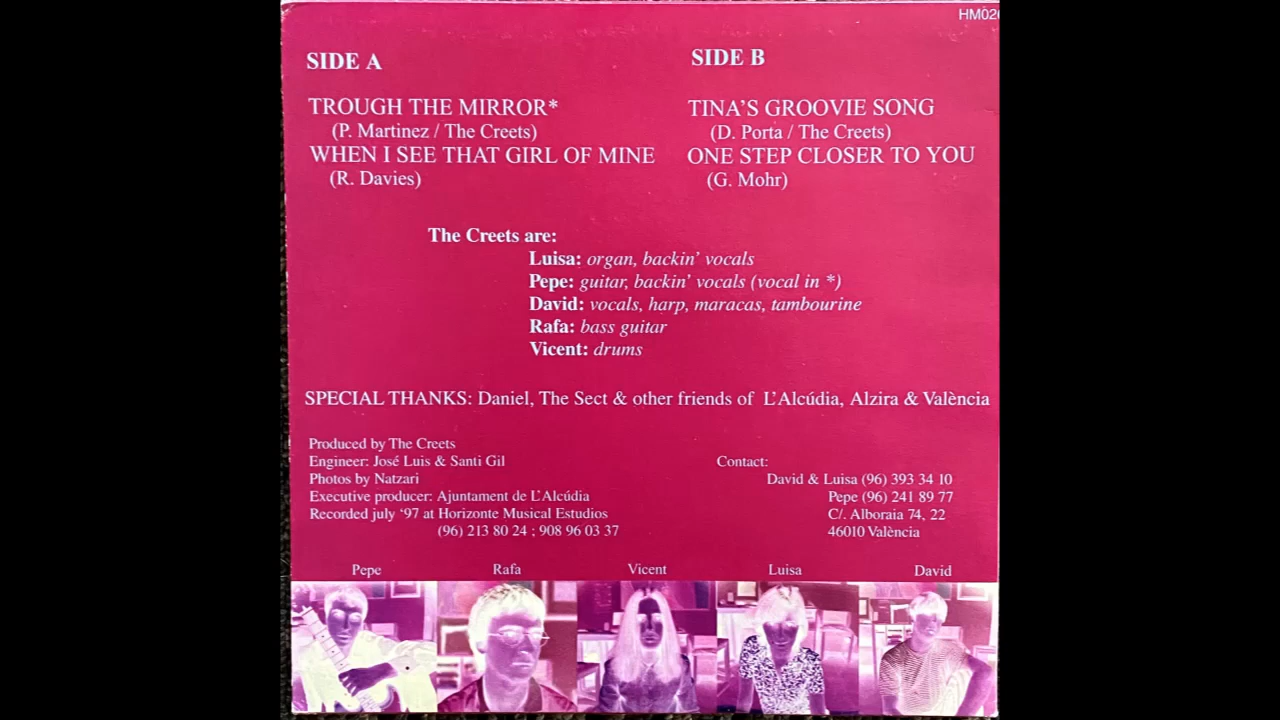 HM02
SIDE A
TROUGH THE MIRROR*
(P. Martinez / The Creets)
WHEN I SEE THAT GIRL OF MINE
(R. Davies)
SIDE B
TINA'S GROOVIE SONG
(D. Porta / The Creets)
ONE STEP CLOSER TO YOU
(G. Mohr)
The Creets are:
Luisa: organ, backin' vocals
Pepe: guitar, backin' vocals (vocal in *)
David: vocals, harp, maracas, tambourine
Rafa: bass guitar
Vicent: drums
SPECIAL THANKS: Daniel, The Sect & other friends of L'Alcúdia, Alzira & València
Produced by The Creets
Engineer: José Luis & Santi Gil
Photos by Natzari
Executive producer: Ajuntament de L'Alcúdia
Recorded july '97 at Horizonte Musical Estudios
(96) 213 80 24 ; 908 96 03 37
Contact:
David & Luisa (96) 393 34 10
Pepe (96) 241 89 77
C/. Alboraia 74, 22
46010 València
Pepe Rafa Vicent Luisa David